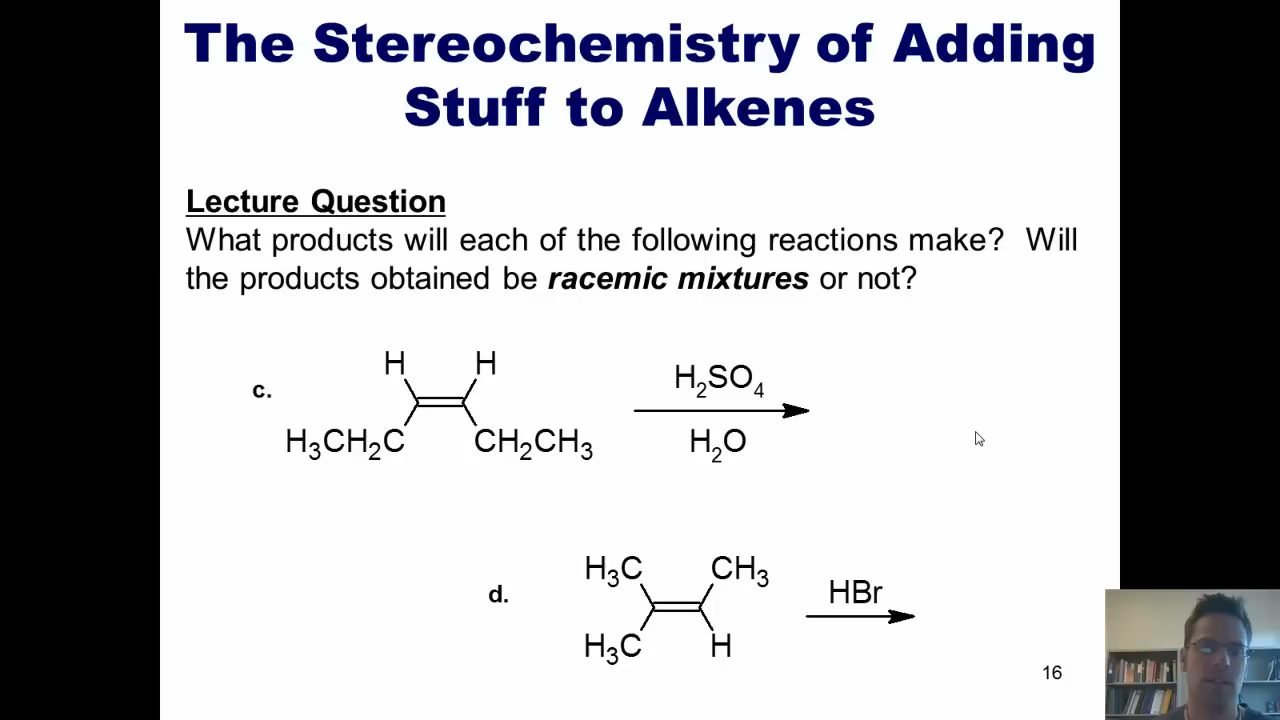 The Stereochemistry of Adding
Stuff to Alkenes
Lecture Question
What products will each of the following reactions make? Will
the products obtained be racemic mixtures or not?
H H
c.
H₃CH₂C CH₂CH₃
H₂SO₄
H₂O
H₃C CH₃
d.
H₃C H
HBr
16